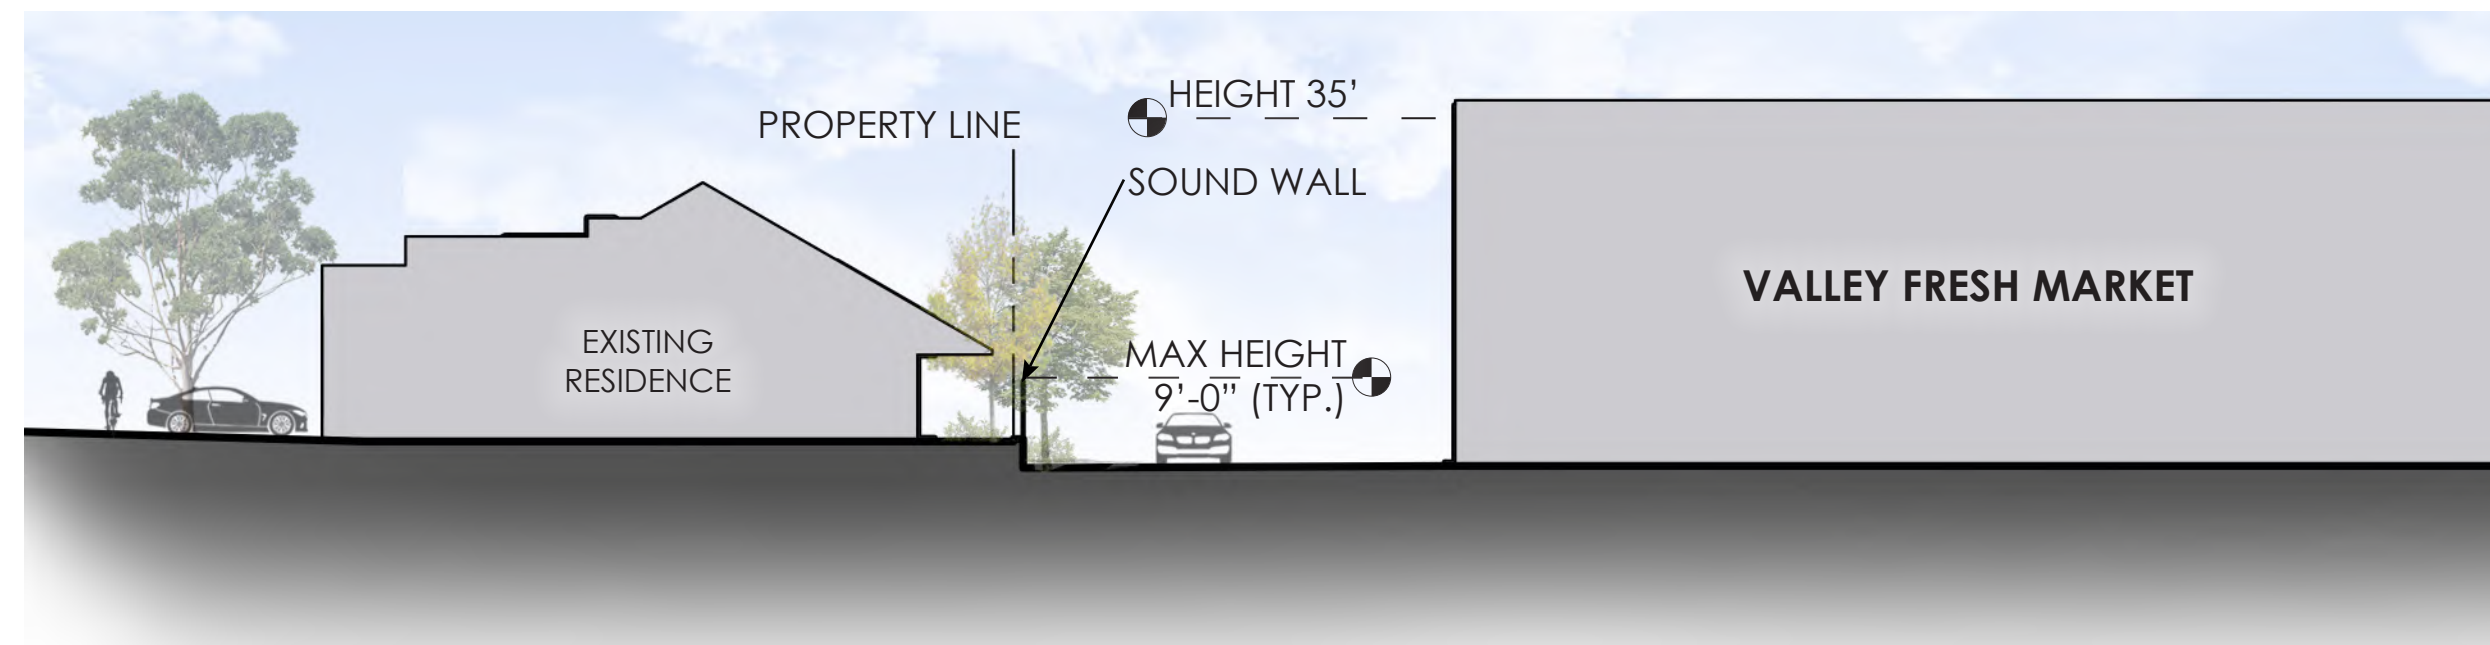 HEIGHT 35’
PROPERTY LINE
SOUND WALL
VALLEY FRESH MARKET
EXISTING
RESIDENCE
MAX HEIGHT
9’-0” (TYP.)